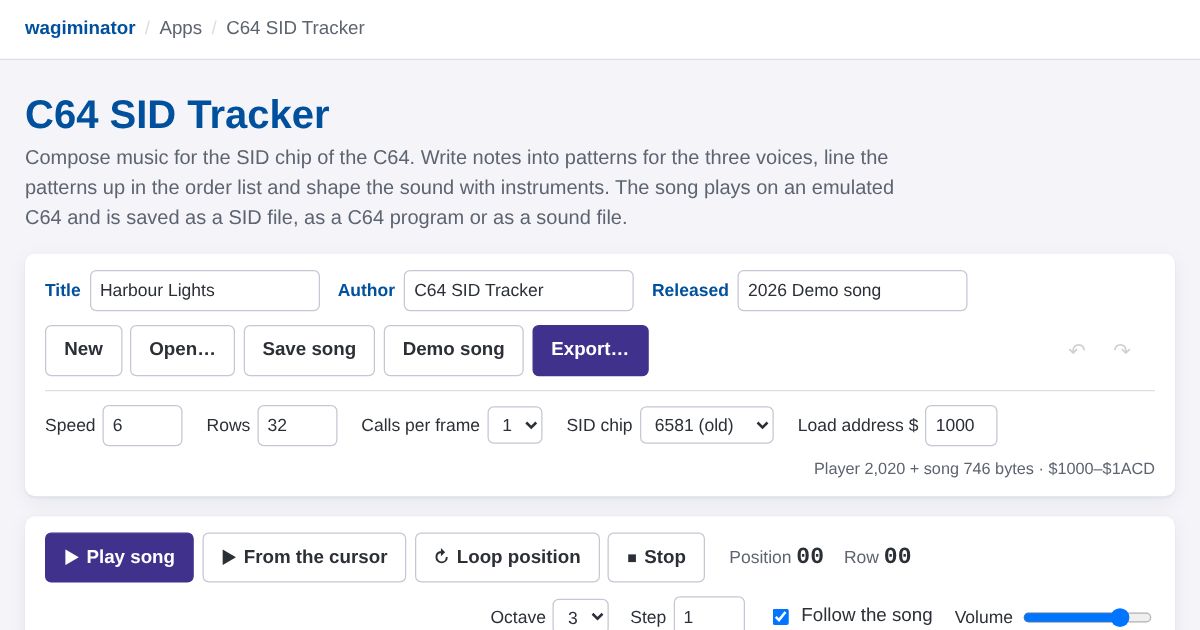 wagiminator / Apps / C64 SID Tracker
C64 SID Tracker
Compose music for the SID chip of the C64. Write notes into patterns for the three voices, line the
patterns up in the order list and shape the sound with instruments. The song plays on an emulated
C64 and is saved as a SID file, as a C64 program or as a sound file.
Title Harbour Lights Author C64 SID Tracker Released 2026 Demo song
New Open… Save song Demo song Export… ↶ ↷
Speed 6 Rows 32 Calls per frame 1 SID chip 6581 (old) Load address $ 1000
Player 2,020 + song 746 bytes · $1000–$1ACD
▶ Play song ▶ From the cursor ↻ Loop position ■ Stop Position 00 Row 00
Octave 3 Step 1 Follow the song Volume